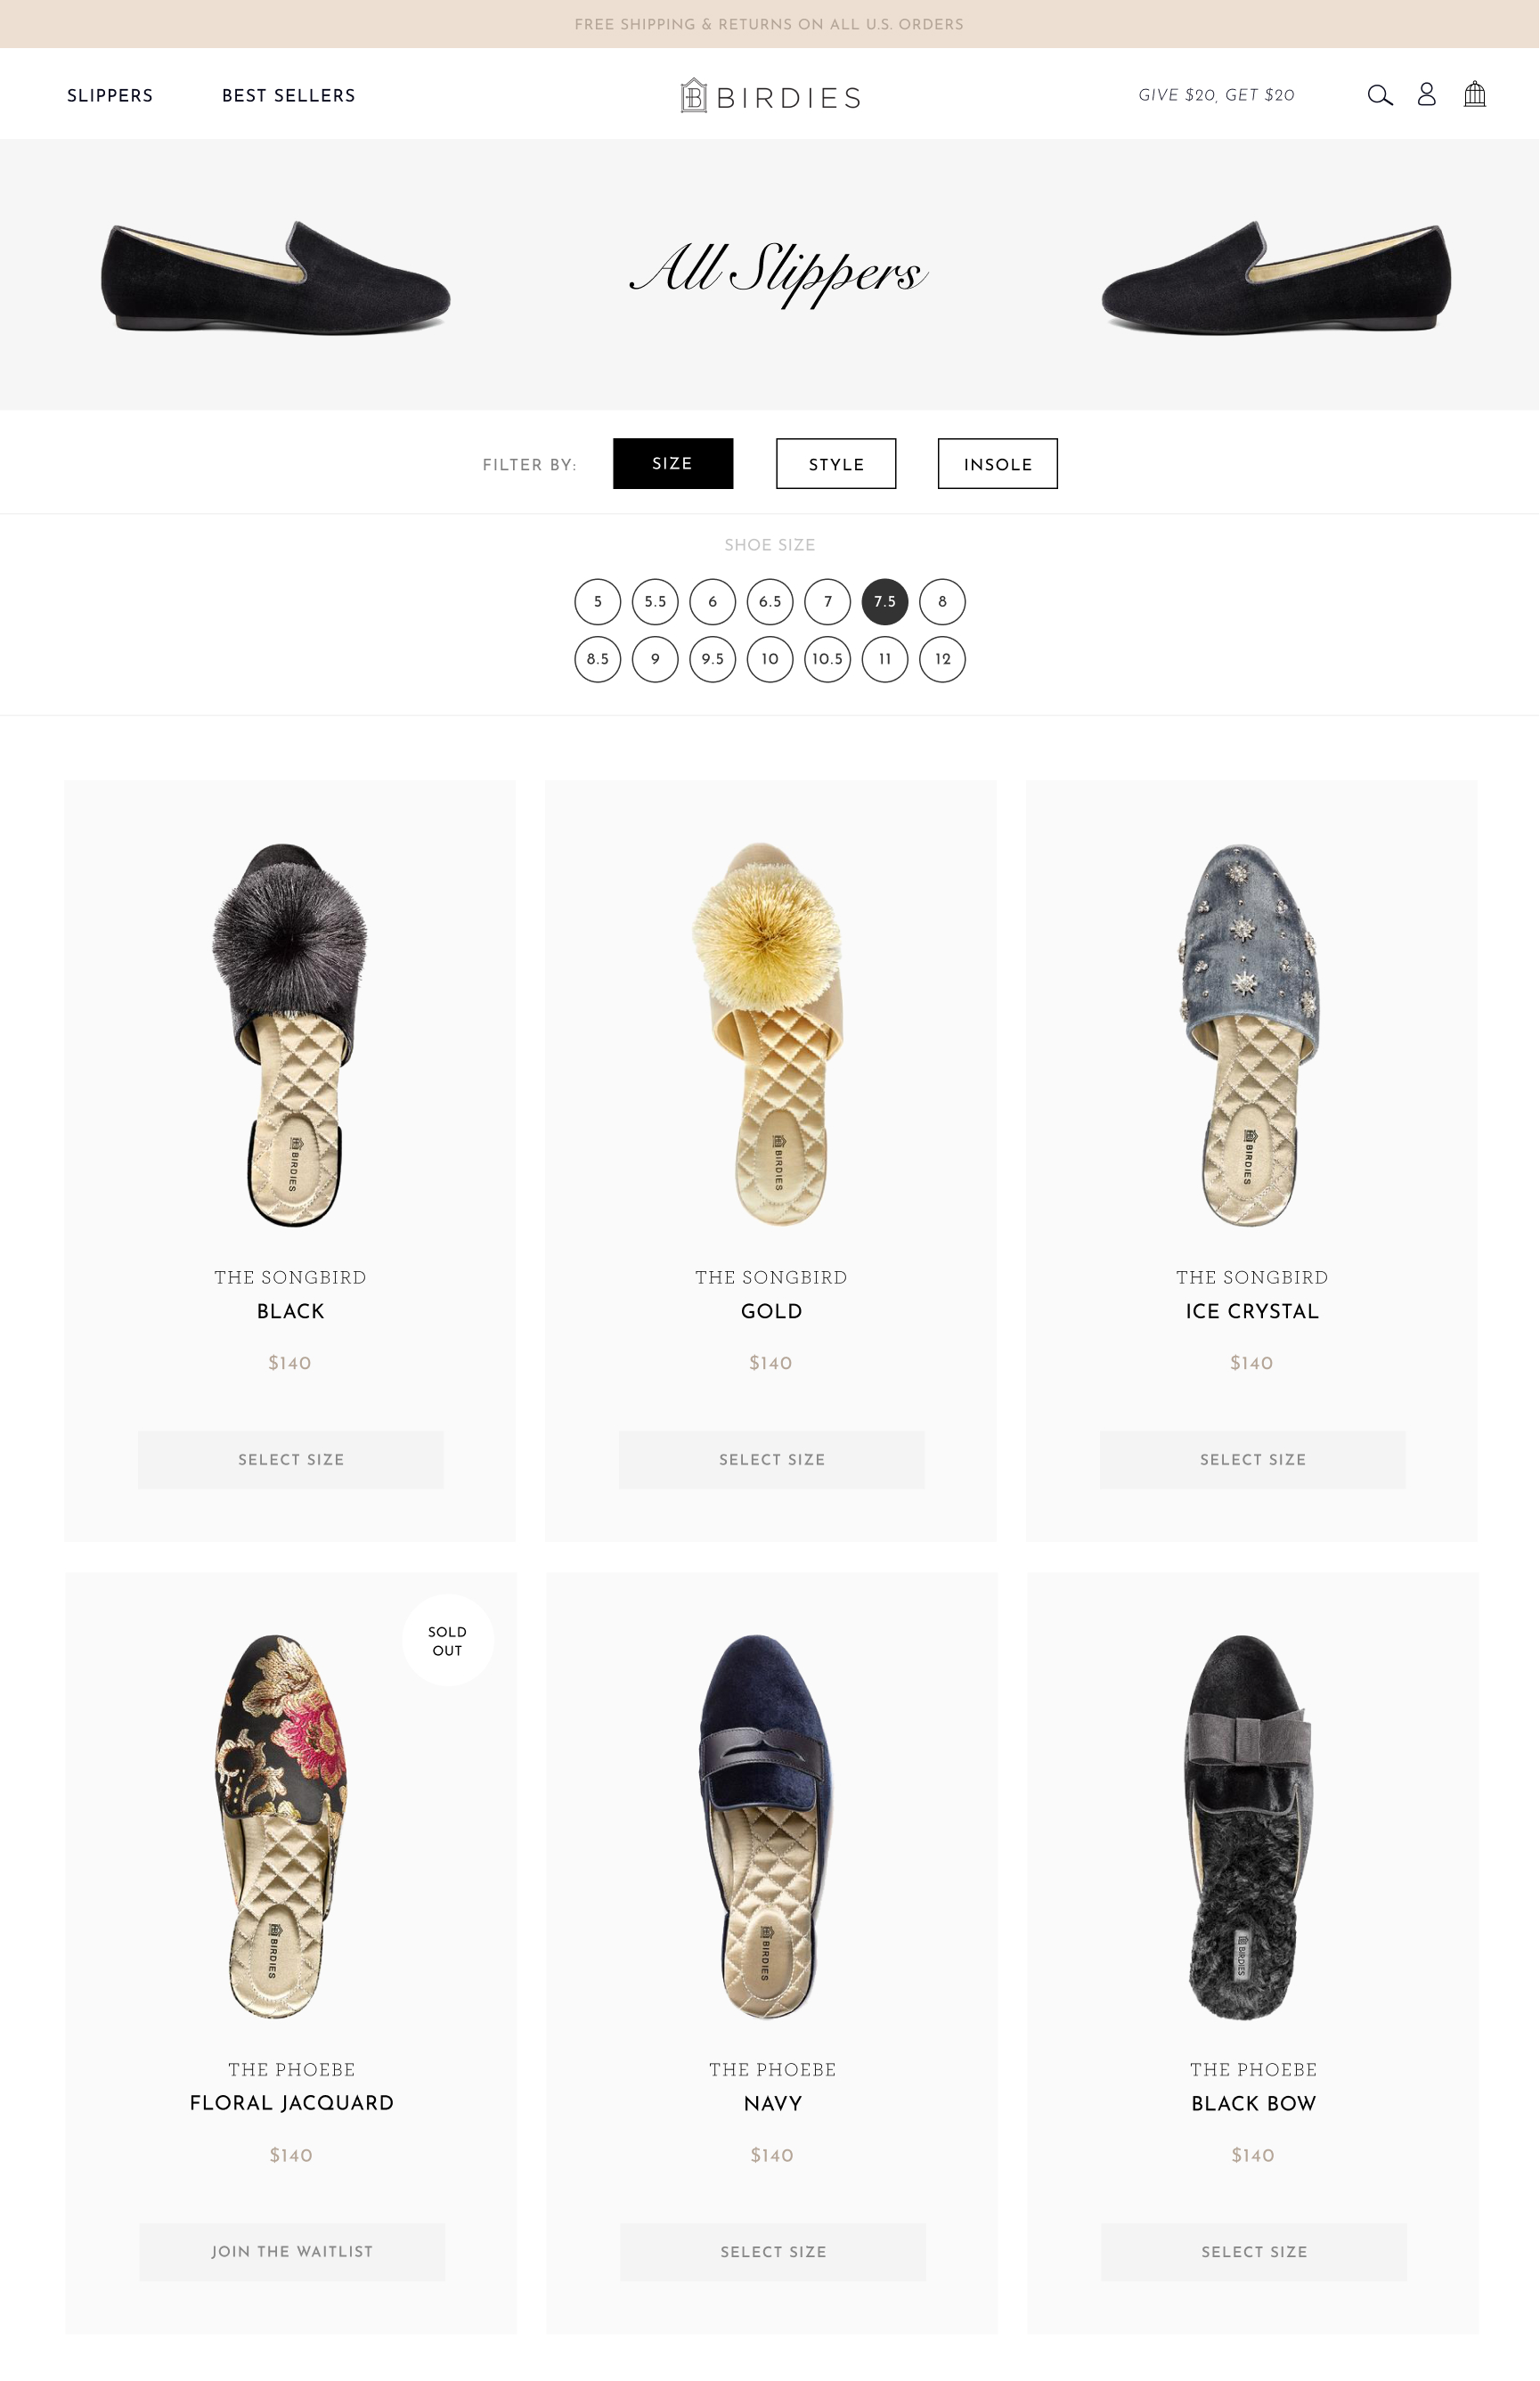 FREE SHIPPING & RETURNS ON ALL U.S. ORDERS
SLIPPERS BEST SELLERS BIRDIES GIVE $20, GET $20
All Slippers
FILTER BY: SIZE STYLE INSOLE
SHOE SIZE
5 5.5 6 6.5 7 7.5 8
8.5 9 9.5 10 10.5 11 12
BIRDIES BIRDIES BIRDIES
THE SONGBIRD THE SONGBIRD THE SONGBIRD
BLACK GOLD ICE CRYSTAL
$140 $140 $140
SELECT SIZE SELECT SIZE SELECT SIZE
SOLD
OUT
BIRDIES BIRDIES BIRDIES
THE PHOEBE THE PHOEBE THE PHOEBE
FLORAL JACQUARD NAVY BLACK BOW
$140 $140 $140
JOIN THE WAITLIST SELECT SIZE SELECT SIZE